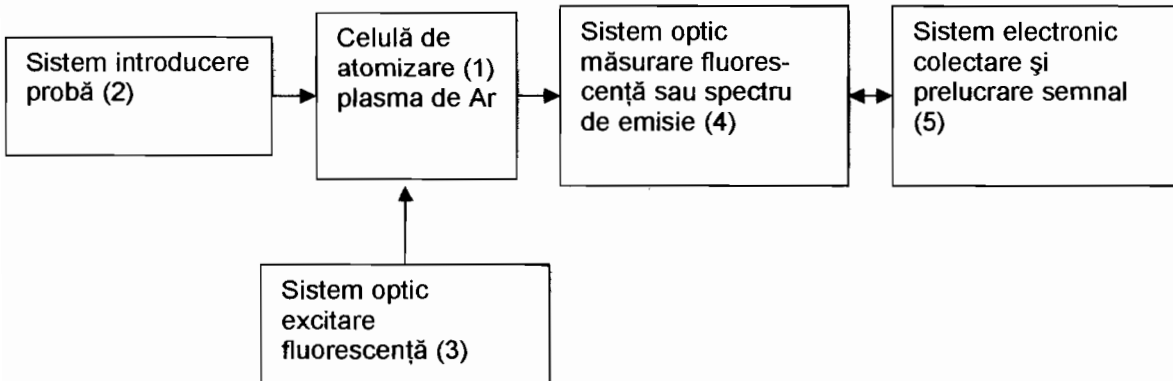 Sistem introducere
probă (2)
Celulă de
atomizare (1)
plasma de Ar
Sistem optic
măsurare fluores-
cență sau spectru
de emisie (4)
Sistem electronic
colectare şi
prelucrare semnal
(5)
Sistem optic
excitare
fluorescență (3)